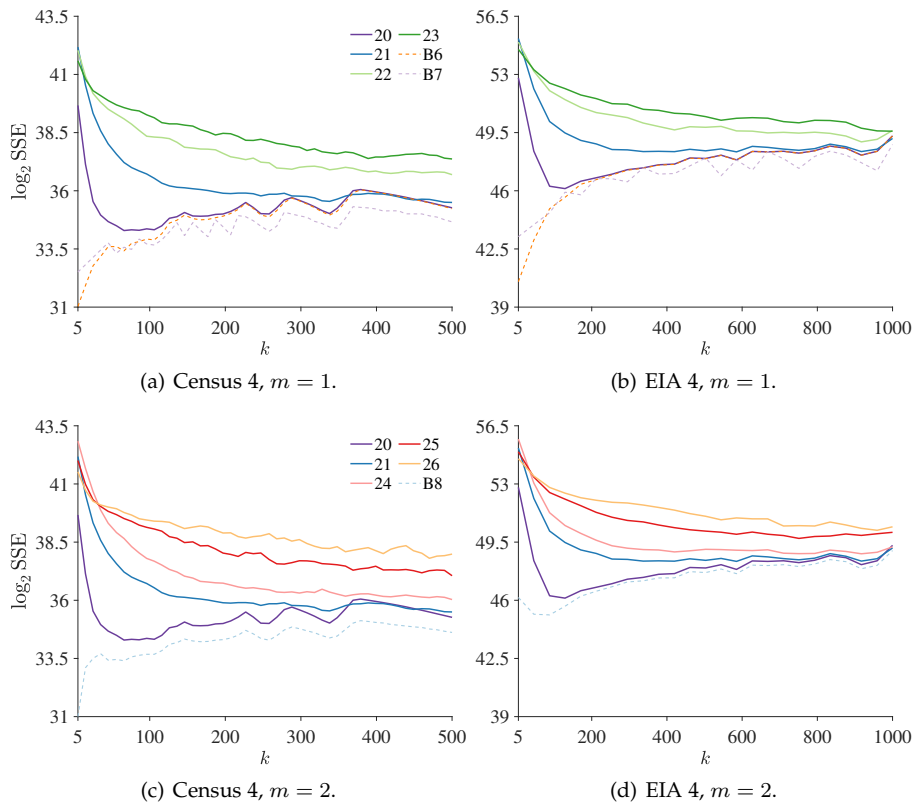 43.5
41
38.5
36
33.5
31
log₂ SSE
5 100 200 300 400 500
k
20 23
21 B6
22 B7
(a) Census 4, m = 1.
56.5
53
49.5
46
42.5
39
5 200 400 600 800 1000
k
(b) EIA 4, m = 1.
43.5
41
38.5
36
33.5
31
log₂ SSE
5 100 200 300 400 500
k
20 25
21 26
24 B8
(c) Census 4, m = 2.
56.5
53
49.5
46
42.5
39
5 200 400 600 800 1000
k
(d) EIA 4, m = 2.